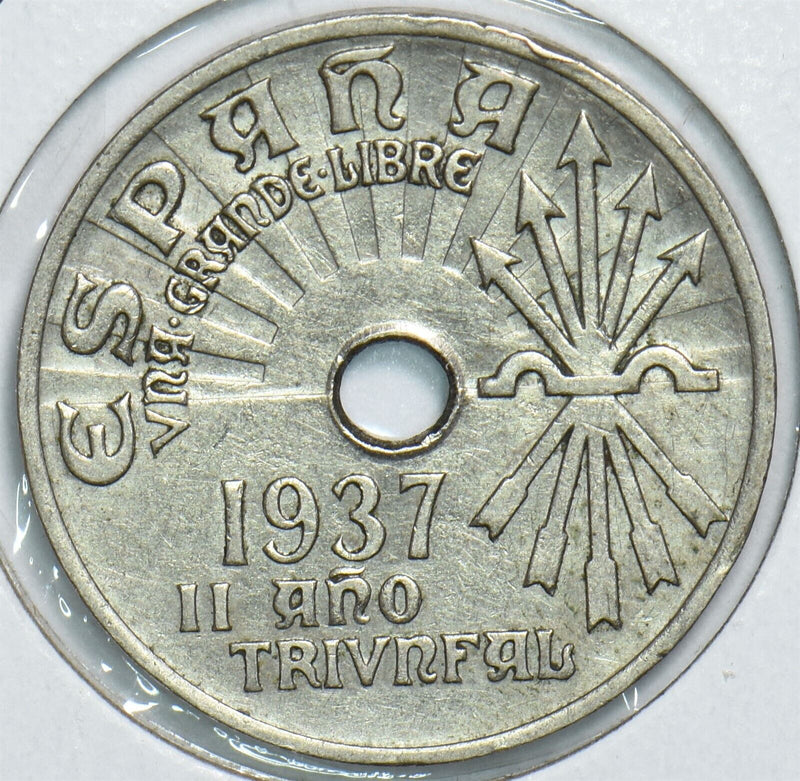 ESPAÑA
VNA·GRANDE·LIBRE
1937
II AÑO
TRIVNFAL